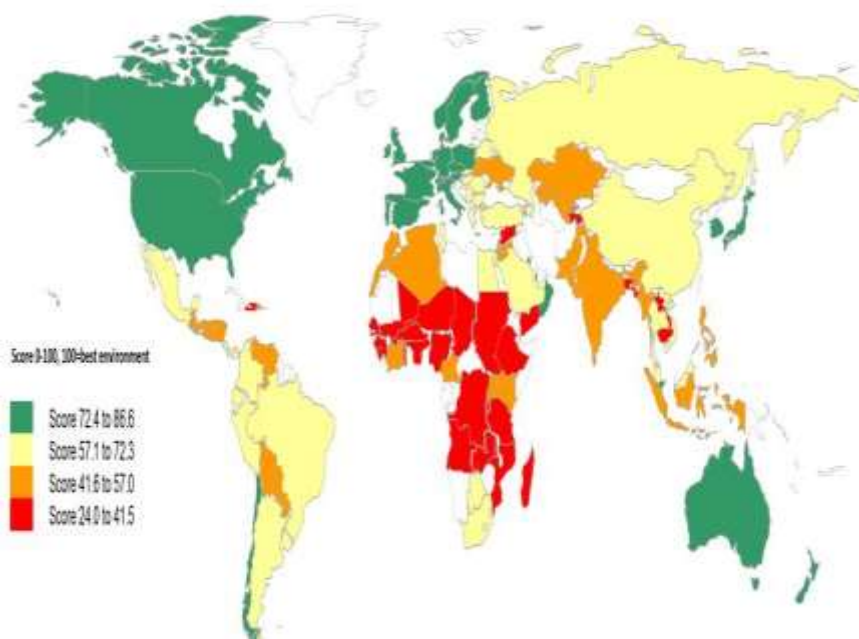 Score 0-100, 100=best environment
Score 72.4 to 86.6
Score 57.1 to 72.3
Score 41.6 to 57.0
Score 24.0 to 41.5